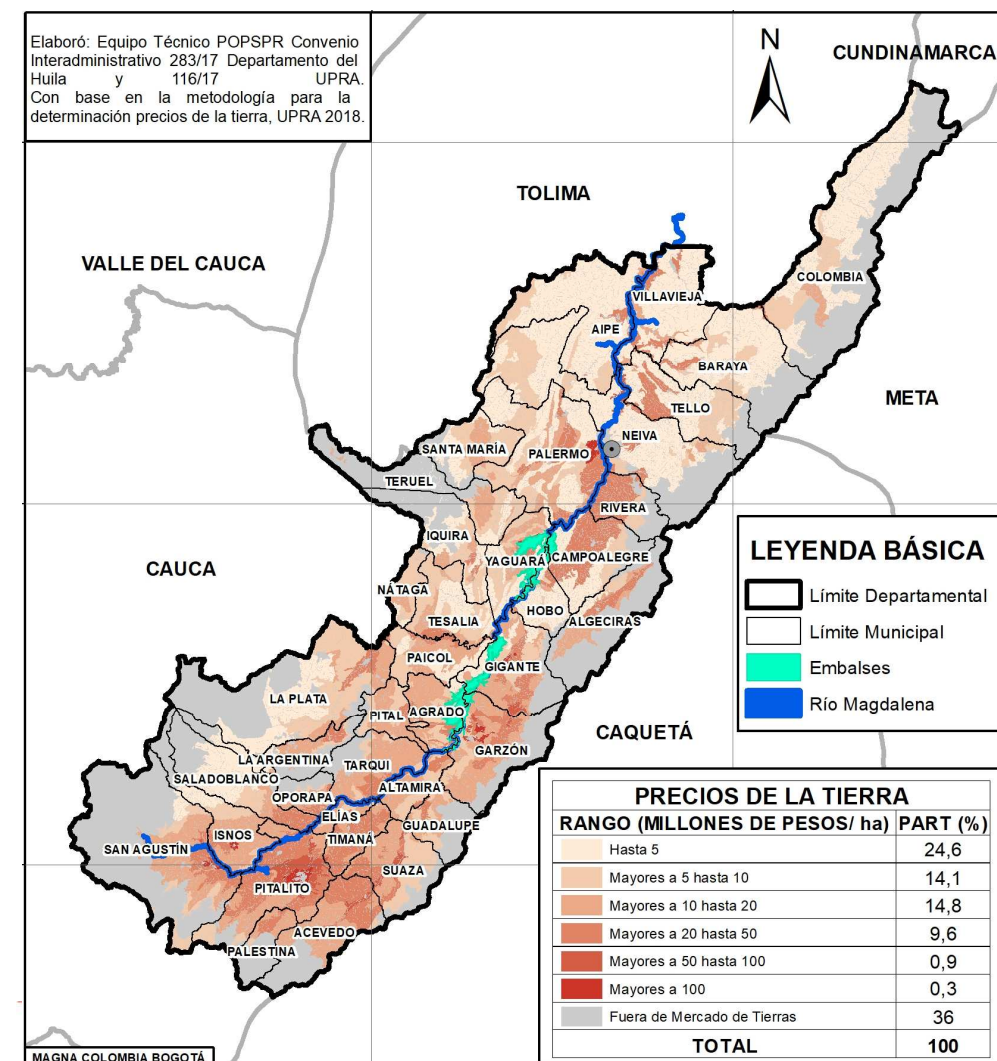 Elaboró: Equipo Técnico POPSPR Convenio
Interadministrativo 283/17 Departamento del
Huila y 116/17 UPRA.
Con base en la metodología para la
determinación precios de la tierra, UPRA 2018.
N
CUNDINAMARCA
TOLIMA
VALLE DEL CAUCA
COLOMBIA
VILLAVIEJA
AIPE
BARAYA
META
TELLO
NEIVA
SANTA MARÍA
PALERMO
TERUEL
RIVERA
IQUIRA
CAUCA
YAGUARÁ
CAMPOALEGRE
NÁTAGA
HOBO
TESALIA
ALGECIRAS
PAICOL
GIGANTE
LA PLATA
PITAL
AGRADO
CAQUETÁ
GARZÓN
LA ARGENTINA
TARQUI
SALADOBLANCO
ALTAMIRA
OPORAPA
ELÍAS
GUADALUPE
ISNOS
TIMANÁ
SAN AGUSTÍN
SUAZA
PITALITO
ACEVEDO
PALESTINA
LEYENDA BÁSICA
Límite Departamental
Límite Municipal
Embalses
Río Magdalena
PRECIOS DE LA TIERRA
RANGO (MILLONES DE PESOS/ ha) PART (%)
Hasta 5 24,6
Mayores a 5 hasta 10 14,1
Mayores a 10 hasta 20 14,8
Mayores a 20 hasta 50 9,6
Mayores a 50 hasta 100 0,9
Mayores a 100 0,3
Fuera de Mercado de Tierras 36
TOTAL 100
MAGNA COLOMBIA BOGOTÁ